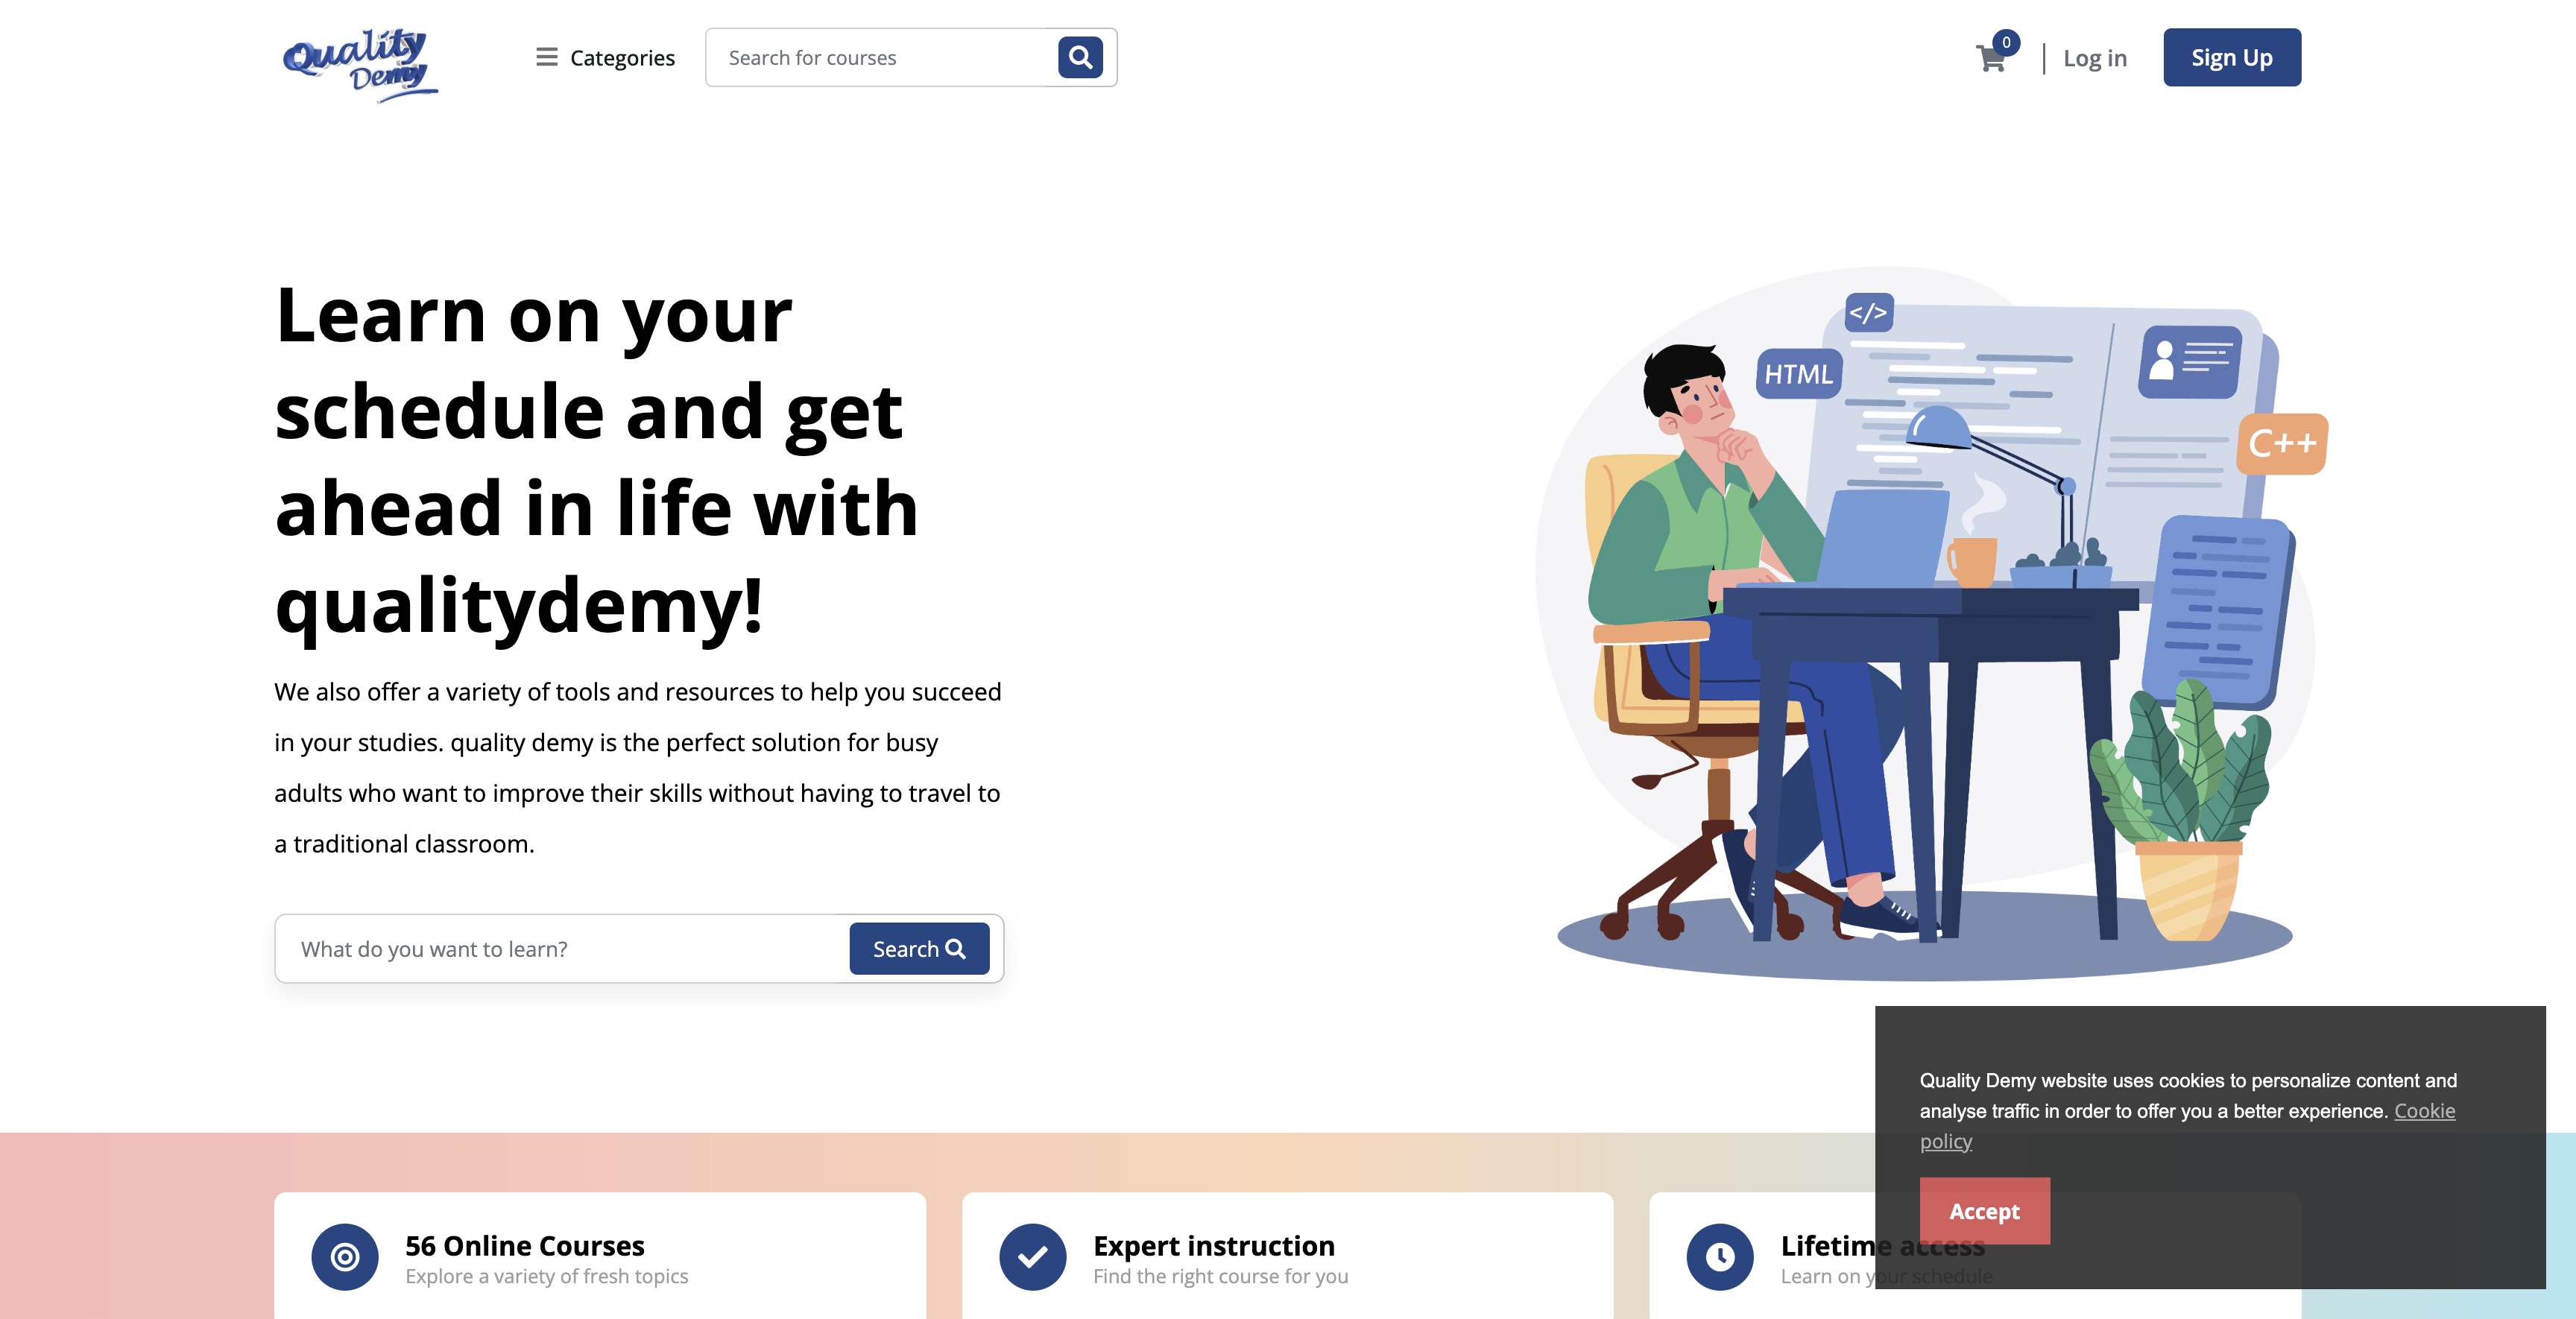 Quality
Demy
Categories
Search for courses
0
Log in
Sign Up
Learn on your
schedule and get
ahead in life with
qualitydemy!
We also offer a variety of tools and resources to help you succeed
in your studies. quality demy is the perfect solution for busy
adults who want to improve their skills without having to travel to
a traditional classroom.
What do you want to learn?
Search
</>
HTML
C++
Quality Demy website uses cookies to personalize content and
analyse traffic in order to offer you a better experience. Cookie
policy
Accept
56 Online Courses
Explore a variety of fresh topics
Expert instruction
Find the right course for you
Lifetime access
Learn on your schedule